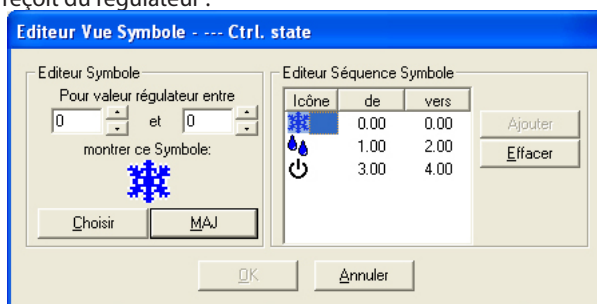 reçoit du régulateur :
Editeur Vue Symbole - --- Ctrl. state
Editeur Symbole
Pour valeur régulateur entre
0 et 0
montrer ce Symbole:
Choisir MAJ
Editeur Séquence Symbole
Icône de vers
0.00 0.00
1.00 2.00
3.00 4.00
Ajouter
Effacer
OK Annuler